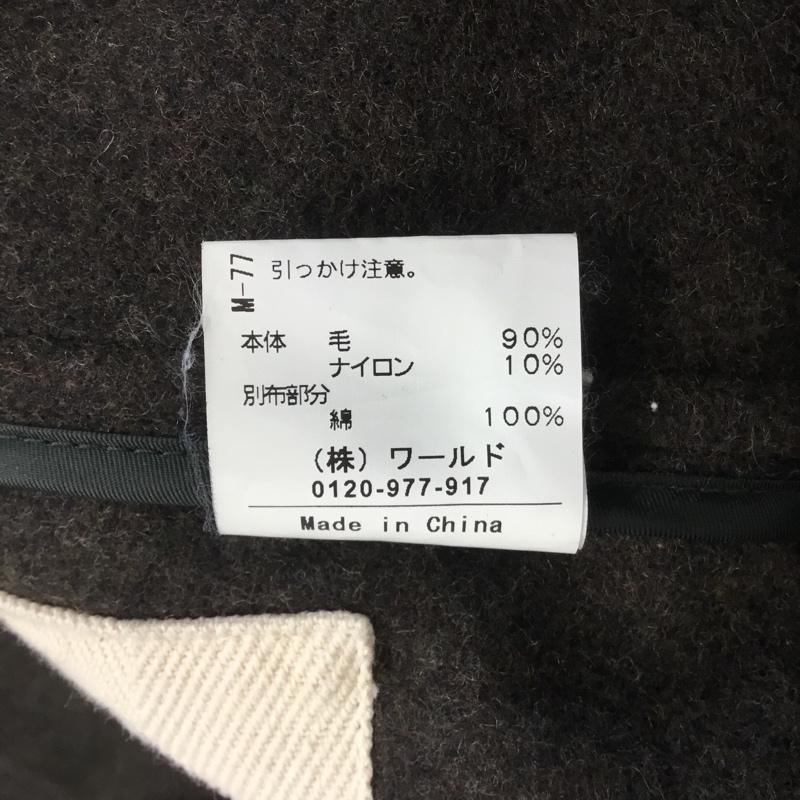 M-77
引っかけ注意。
本体 毛 90%
ナイロン 10%
別布部分
綿 100%
(株) ワールド
0120-977-917
Made in China